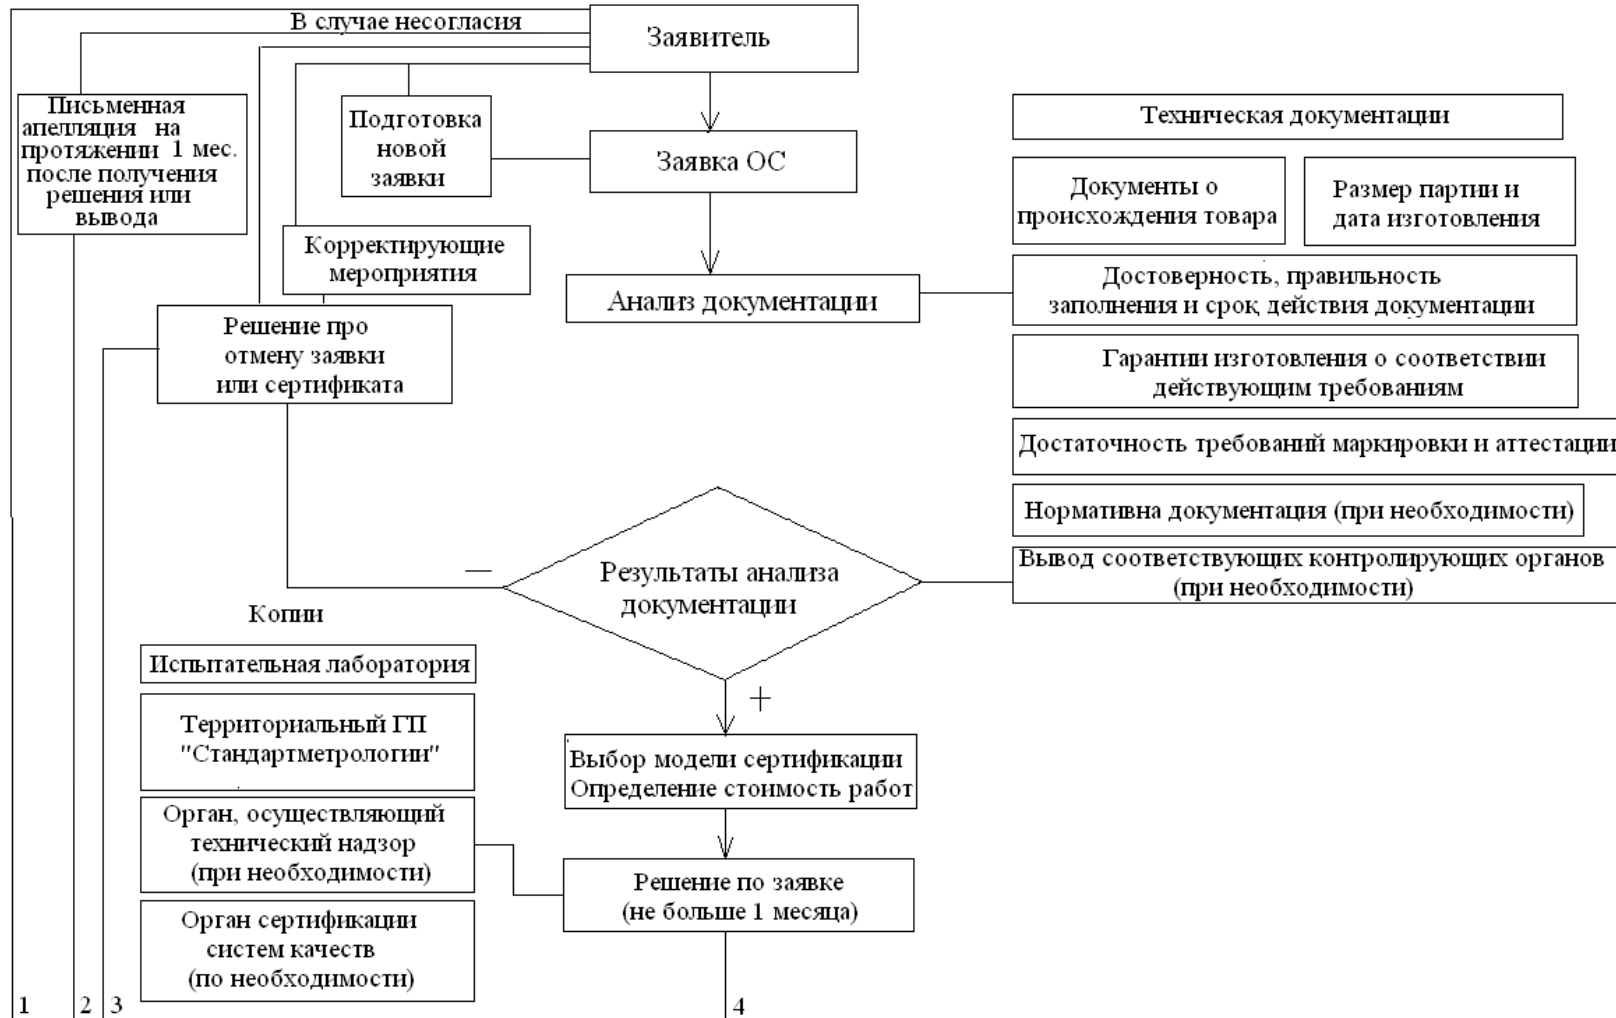 В случае несогласия
Заявитель
Письменная
апелляция на
протяжении 1 мес.
после получения
решения или
вывода
Подготовка
новой
заявки
Заявка ОС
Техническая документации
Документы о
происхождения товара
Размер партии и
дата изготовления
Корректирующие
мероприятия
Анализ документации
Достоверность, правильность
заполнения и срок действия документации
Решение про
отмену заявки
или сертификата
Гарантии изготовления о соответствии
действующим требованиям
Достаточность требований маркировки и аттестации
Нормативна документация (при необходимости)
Вывод соответствующих контролирующих органов
(при необходимости)
—
Результаты анализа
документации
Копии
Испытательная лаборатория
+
Территориальный ГП
"Стандартметрологии"
Выбор модели сертификации
Определение стоимость работ
Орган, осуществляющий
технический надзор
(при необходимости)
Решение по заявке
(не больше 1 месяца)
Орган сертификации
систем качеств
(по необходимости)
1 2 3 4